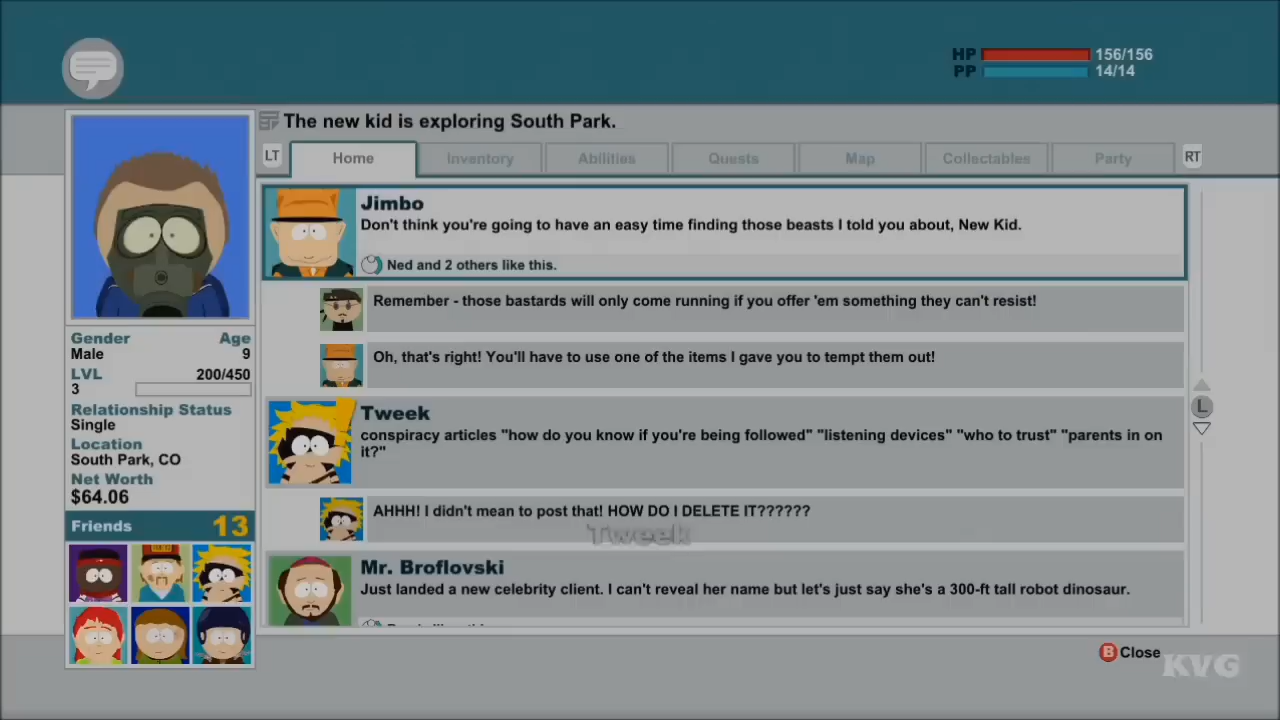 HP 156/156
PP 14/14
The new kid is exploring South Park.
LT Home Inventory Abilities Quests Map Collectables Party RT
Jimbo
Don't think you're going to have an easy time finding those beasts I told you about, New Kid.
Ned and 2 others like this.
Remember - those bastards will only come running if you offer 'em something they can't resist!
Oh, that's right! You'll have to use one of the items I gave you to tempt them out!
Tweek
conspiracy articles "how do you know if you're being followed" "listening devices" "who to trust" "parents in on
it?"
AHHH! I didn't mean to post that! HOW DO I DELETE IT??????
Tweek
Mr. Broflovski
Just landed a new celebrity client. I can't reveal her name but let's just say she's a 300-ft tall robot dinosaur.
Gender Age
Male 9
LVL 200/450
3
Relationship Status
Single
Location
South Park, CO
Net Worth
$64.06
Friends 13
L
B Close
KVG